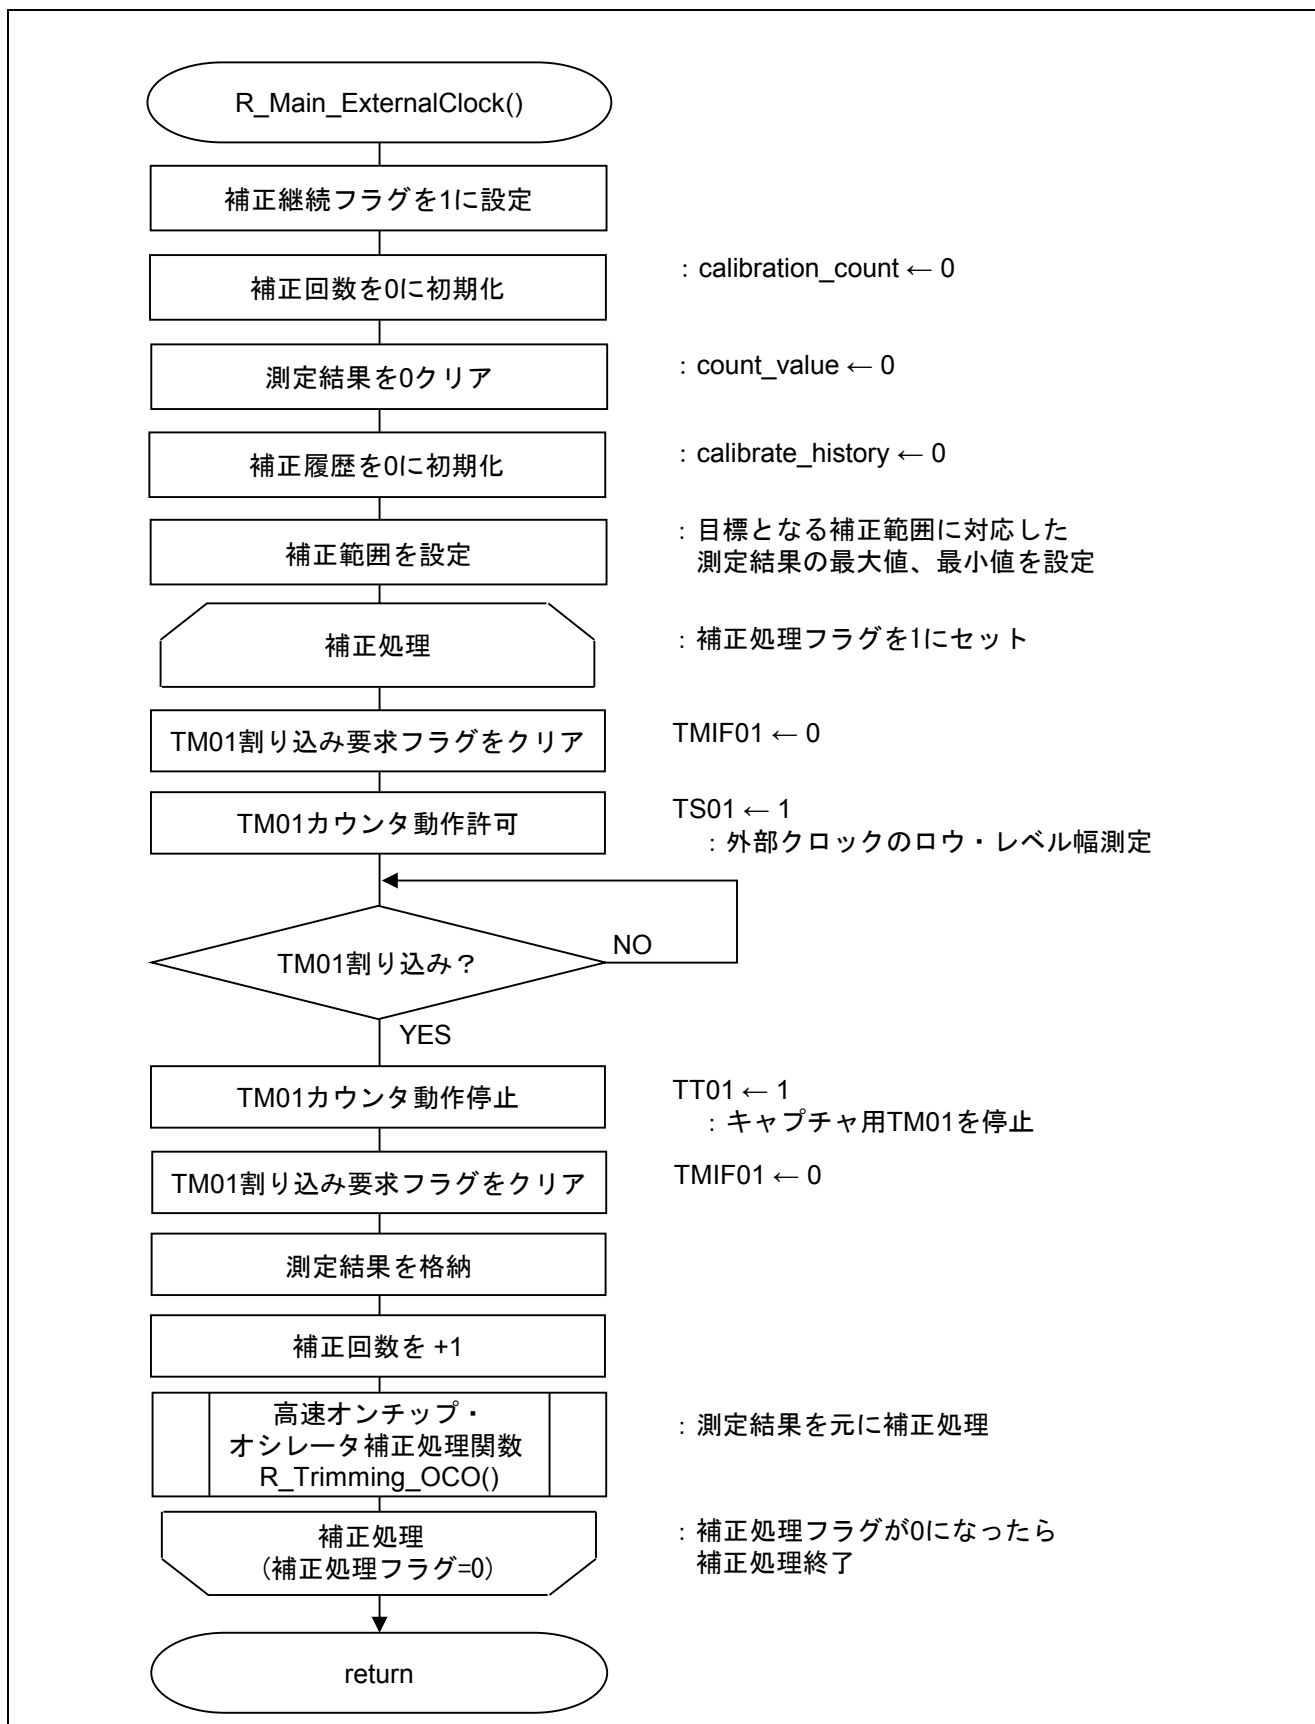 R_Main_ExternalClock()
補正継続フラグを1に設定
補正回数を0に初期化
: calibration_count ← 0
測定結果を0クリア
: count_value ← 0
補正履歴を0に初期化
: calibrate_history ← 0
補正範囲を設定
: 目標となる補正範囲に対応した
測定結果の最大値、最小値を設定
補正処理
: 補正処理フラグを1にセット
TM01割り込み要求フラグをクリア
TMIF01 ← 0
TM01カウンタ動作許可
TS01 ← 1
: 外部クロックのロウ・レベル幅測定
TM01割り込み？
NO
YES
TM01カウンタ動作停止
TT01 ← 1
: キャプチャ用TM01を停止
TM01割り込み要求フラグをクリア
TMIF01 ← 0
測定結果を格納
補正回数を +1
高速オンチップ・
オシレータ補正処理関数
R_Trimming_OCO()
: 測定結果を元に補正処理
補正処理
(補正処理フラグ=0)
: 補正処理フラグが0になったら
補正処理終了
return